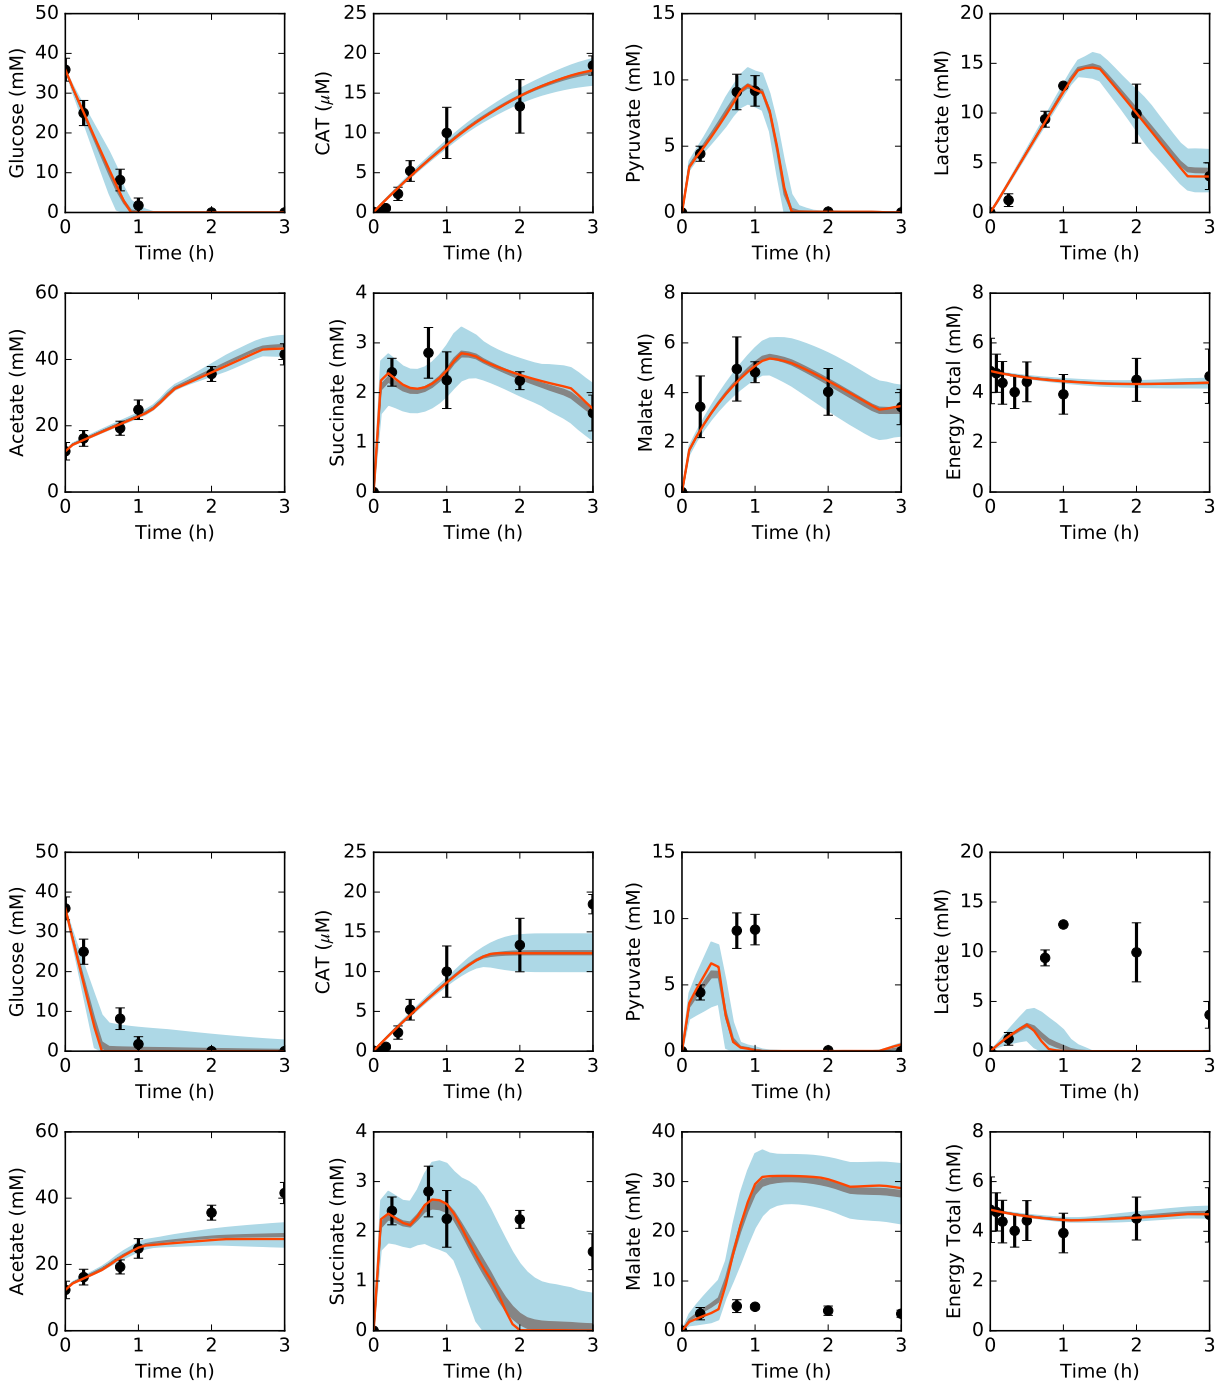 Glucose (mM)
50
40
30
20
10
0
0 1 2 3
Time (h)
CAT (μM)
25
20
15
10
5
0
0 1 2 3
Time (h)
Pyruvate (mM)
15
10
5
0
0 1 2 3
Time (h)
Lactate (mM)
20
15
10
5
0
0 1 2 3
Time (h)
Acetate (mM)
60
40
20
0
0 1 2 3
Time (h)
Succinate (mM)
4
3
2
1
0
0 1 2 3
Time (h)
Malate (mM)
8
6
4
2
0
0 1 2 3
Time (h)
Energy Total (mM)
8
6
4
2
0
0 1 2 3
Time (h)
Glucose (mM)
50
40
30
20
10
0
0 1 2 3
Time (h)
CAT (μM)
25
20
15
10
5
0
0 1 2 3
Time (h)
Pyruvate (mM)
15
10
5
0
0 1 2 3
Time (h)
Lactate (mM)
20
15
10
5
0
0 1 2 3
Time (h)
Acetate (mM)
60
40
20
0
0 1 2 3
Time (h)
Succinate (mM)
4
3
2
1
0
0 1 2 3
Time (h)
Malate (mM)
40
30
20
10
0
0 1 2 3
Time (h)
Energy Total (mM)
8
6
4
2
0
0 1 2 3
Time (h)